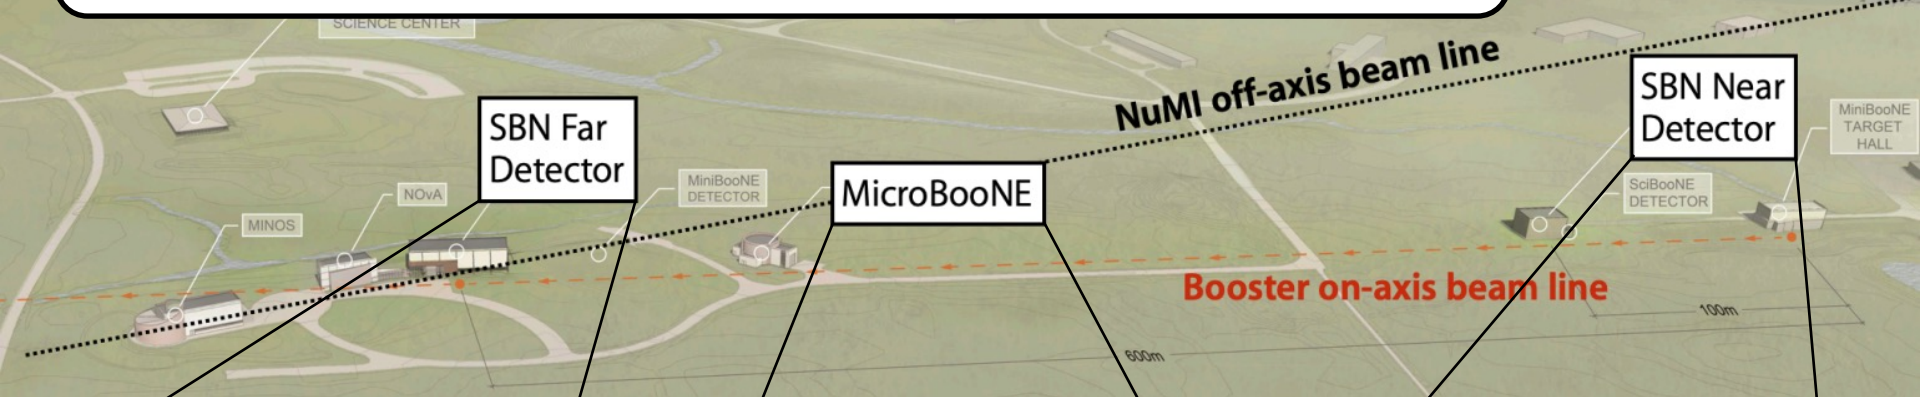 SCIENCE CENTER
NuMI off-axis beam line
SBN Near
Detector
SBN Far
Detector
MiniBooNE
TARGET
HALL
MiniBooNE
DETECTOR
MicroBooNE
NOvA
SciBooNE
DETECTOR
MINOS
Booster on-axis beam line
100m
600m